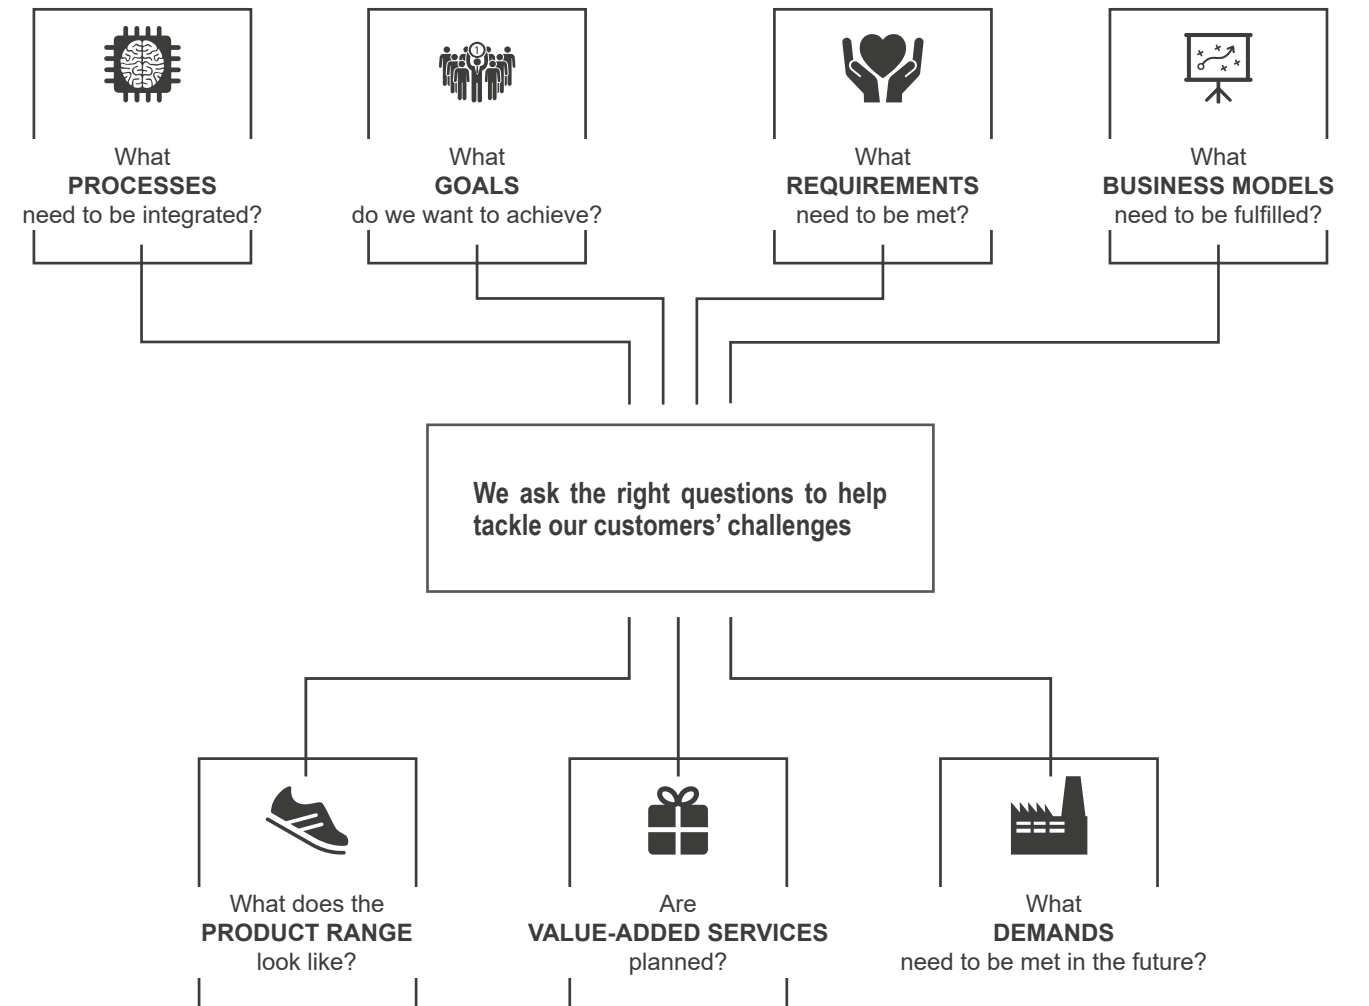 What
PROCESSES
need to be integrated?
What
GOALS
do we want to achieve?
What
REQUIREMENTS
need to be met?
What
BUSINESS MODELS
need to be fulfilled?
We ask the right questions to help
tackle our customers’ challenges
What does the
PRODUCT RANGE
look like?
Are
VALUE-ADDED SERVICES
planned?
What
DEMANDS
need to be met in the future?